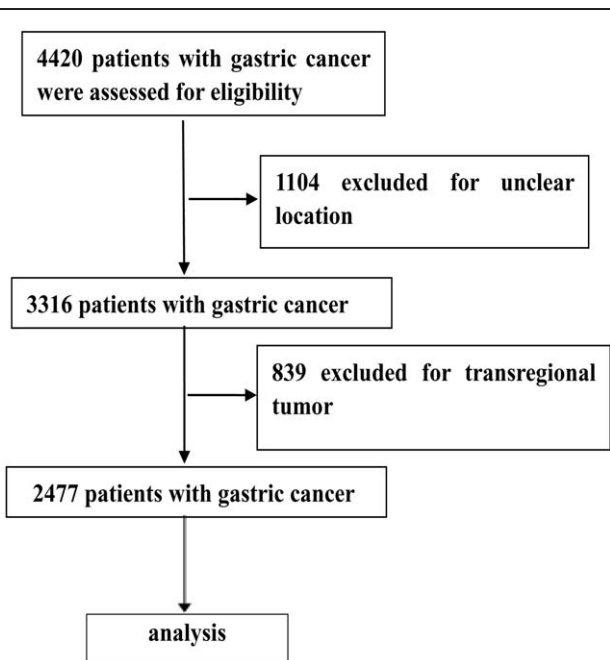 4420 patients with gastric cancer
were assessed for eligibility
1104 excluded for unclear
location
3316 patients with gastric cancer
839 excluded for transregional
tumor
2477 patients with gastric cancer
analysis